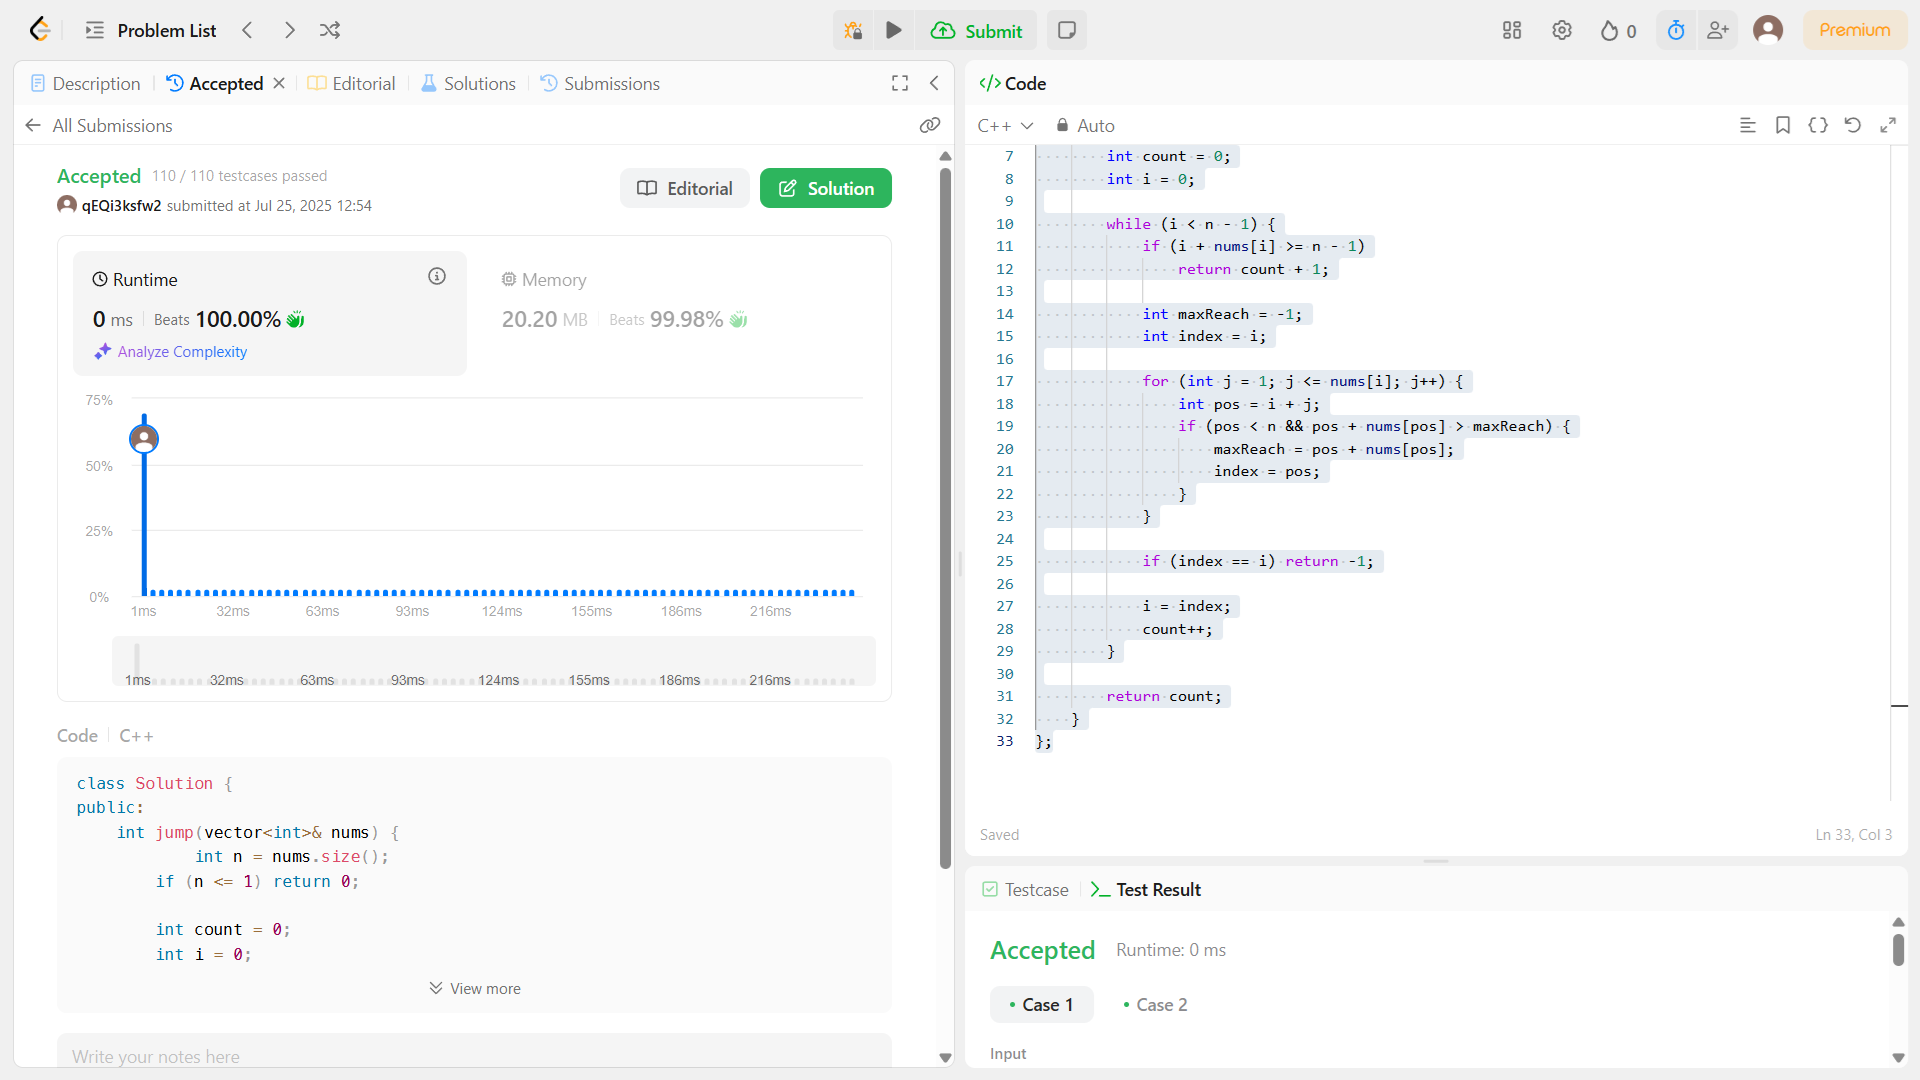 Problem List
Submit
0
Premium
Description
Accepted
Editorial
Solutions
Submissions
All Submissions
Accepted 110 / 110 testcases passed
qEQi3ksfw2 submitted at Jul 25, 2025 12:54
Editorial
Solution
Runtime
0 ms Beats 100.00%
Analyze Complexity
Memory
20.20 MB Beats 99.98%
75%
50%
25%
0%
1ms 32ms 63ms 93ms 124ms 155ms 186ms 216ms
1ms 32ms 63ms 93ms 124ms 155ms 186ms 216ms
Code C++
class Solution {
public:
    int jump(vector<int>& nums) {
            int n = nums.size();
        if (n <= 1) return 0;

        int count = 0;
        int i = 0;
View more
Write your notes here
</> Code
C++ Auto
7         int count = 0;
8         int i = 0;
9
10         while (i < n - 1) {
11             if (i + nums[i] >= n - 1)
12                 return count + 1;
13
14             int maxReach = -1;
15             int index = i;
16
17             for (int j = 1; j <= nums[i]; j++) {
18                 int pos = i + j;
19                 if (pos < n && pos + nums[pos] > maxReach) {
20                     maxReach = pos + nums[pos];
21                     index = pos;
22                 }
23             }
24
25             if (index == i) return -1;
26
27             i = index;
28             count++;
29         }
30
31         return count;
32     }
33 };
Saved
Ln 33, Col 3
Testcase
Test Result
Accepted Runtime: 0 ms
Case 1
Case 2
Input